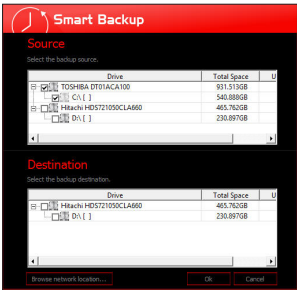 Smart Backup
Source
Select the backup source.
Drive Total Space U
TOSHIBA DT01ACA100 931.513GB
C:\ [ ] 540.888GB
Hitachi HDS721050CLA660 465.762GB
D:\ [ ] 230.897GB
Destination
Select the backup destination.
Drive Total Space U
Hitachi HDS721050CLA660 465.762GB
D:\ [ ] 230.897GB
Browse network location... Ok Cancel